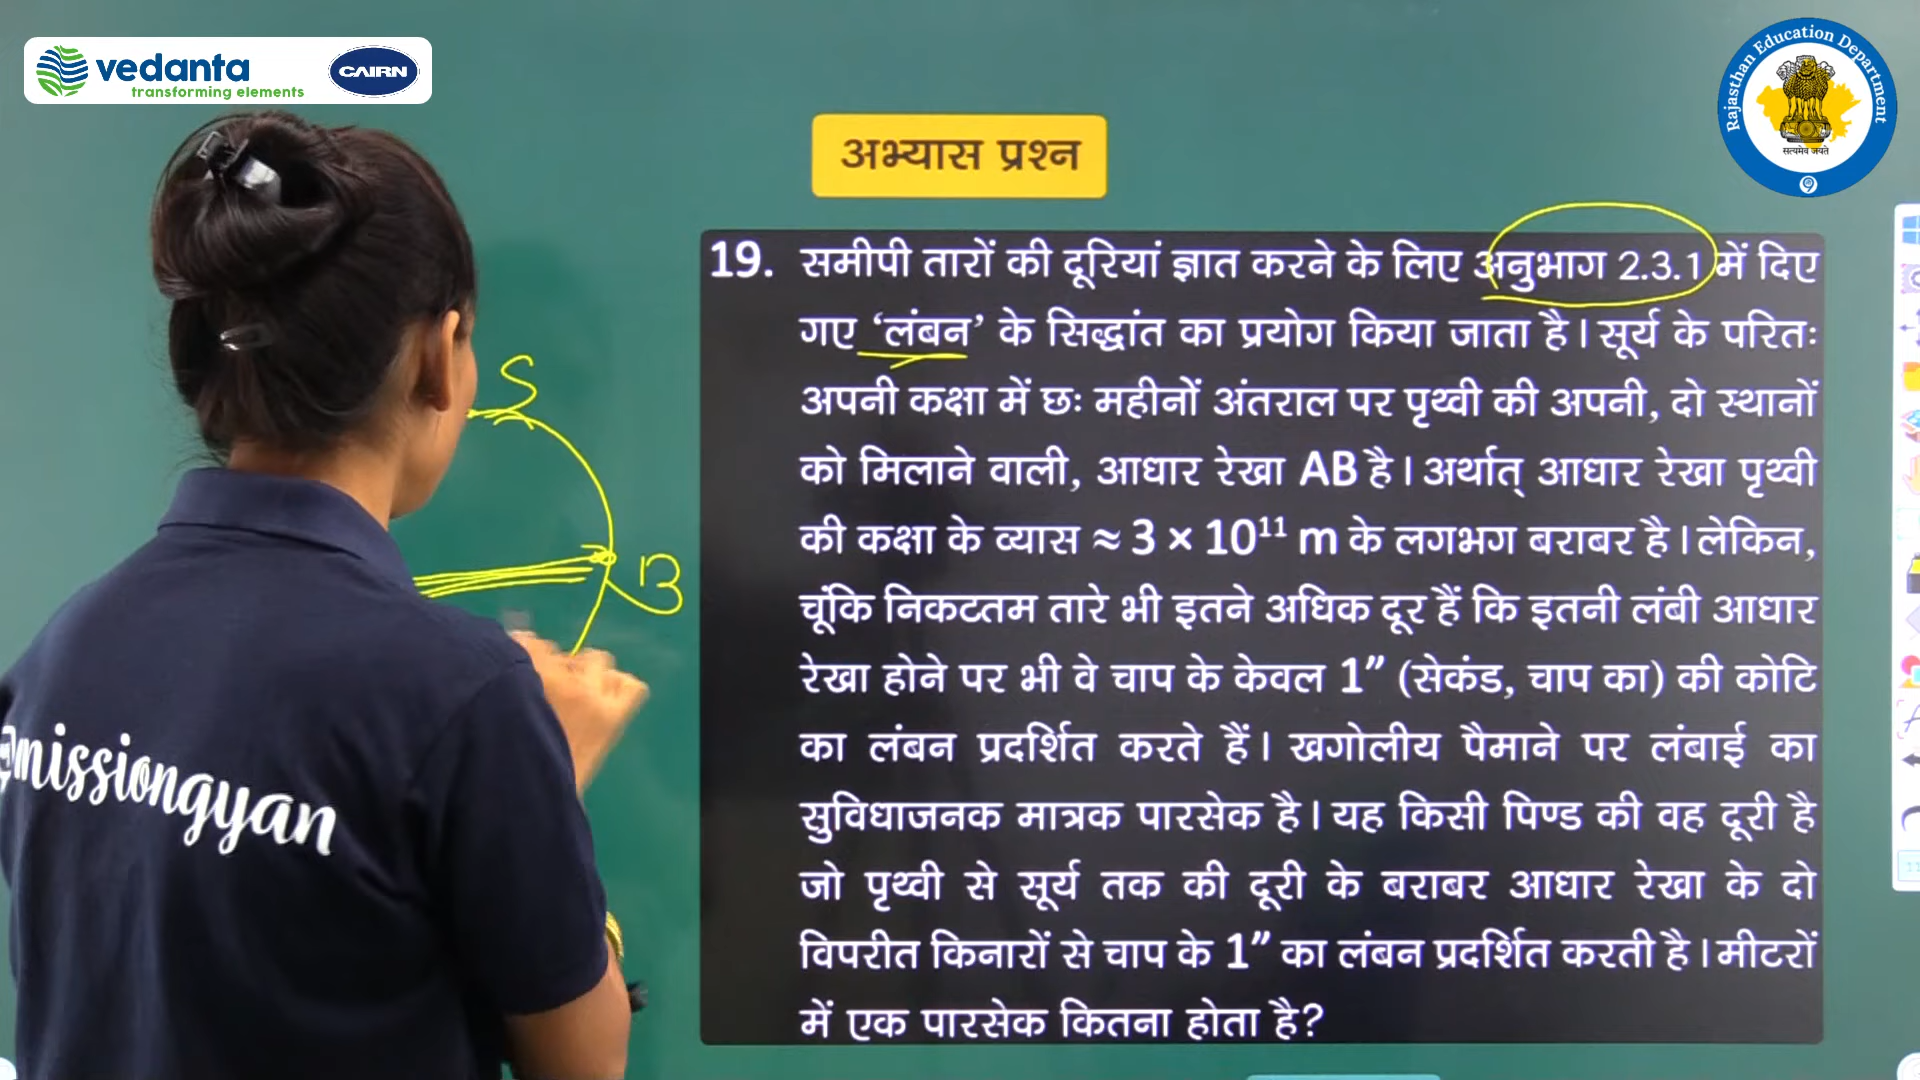 vedanta
transforming elements
CAIRN
Rajasthan Education Department
सत्यमेव जयते
अभ्यास प्रश्न
19. समीपी तारों की दूरियां ज्ञात करने के लिए अनुभाग 2.3.1 में दिए
गए ‘लंबन’ के सिद्धांत का प्रयोग किया जाता है। सूर्य के परितः
अपनी कक्षा में छः महीनों अंतराल पर पृथ्वी की अपनी, दो स्थानों
को मिलाने वाली, आधार रेखा AB है। अर्थात् आधार रेखा पृथ्वी
की कक्षा के व्यास ≈ 3 × 10¹¹ m के लगभग बराबर है। लेकिन,
चूंकि निकटतम तारे भी इतने अधिक दूर हैं कि इतनी लंबी आधार
रेखा होने पर भी वे चाप के केवल 1” (सेकंड, चाप का) की कोटि
का लंबन प्रदर्शित करते हैं। खगोलीय पैमाने पर लंबाई का
सुविधाजनक मात्रक पारसेक है। यह किसी पिण्ड की वह दूरी है
जो पृथ्वी से सूर्य तक की दूरी के बराबर आधार रेखा के दो
विपरीत किनारों से चाप के 1” का लंबन प्रदर्शित करती है। मीटरों
में एक पारसेक कितना होता है?
S
B
@missiongyan